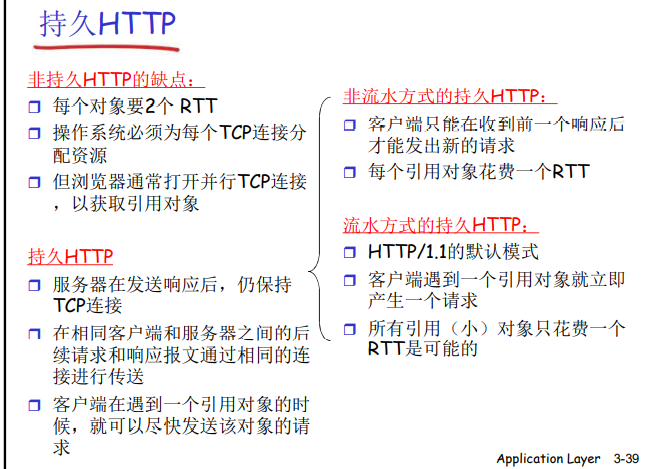 持久HTTP
非持久HTTP的缺点：
每个对象要2个 RTT
操作系统必须为每个TCP连接分
配资源
但浏览器通常打开并行TCP连接
，以获取引用对象
持久HTTP
服务器在发送响应后，仍保持
TCP连接
在相同客户端和服务器之间的后
续请求和响应报文通过相同的连
接进行传送
客户端在遇到一个引用对象的时
候，就可以尽快发送该对象的请
求
非流水方式的持久HTTP：
客户端只能在收到前一个响应后
才能发出新的请求
每个引用对象花费一个RTT
流水方式的持久HTTP：
HTTP/1.1的默认模式
客户端遇到一个引用对象就立即
产生一个请求
所有引用（小）对象只花费一个
RTT是可能的
Application Layer 3-39